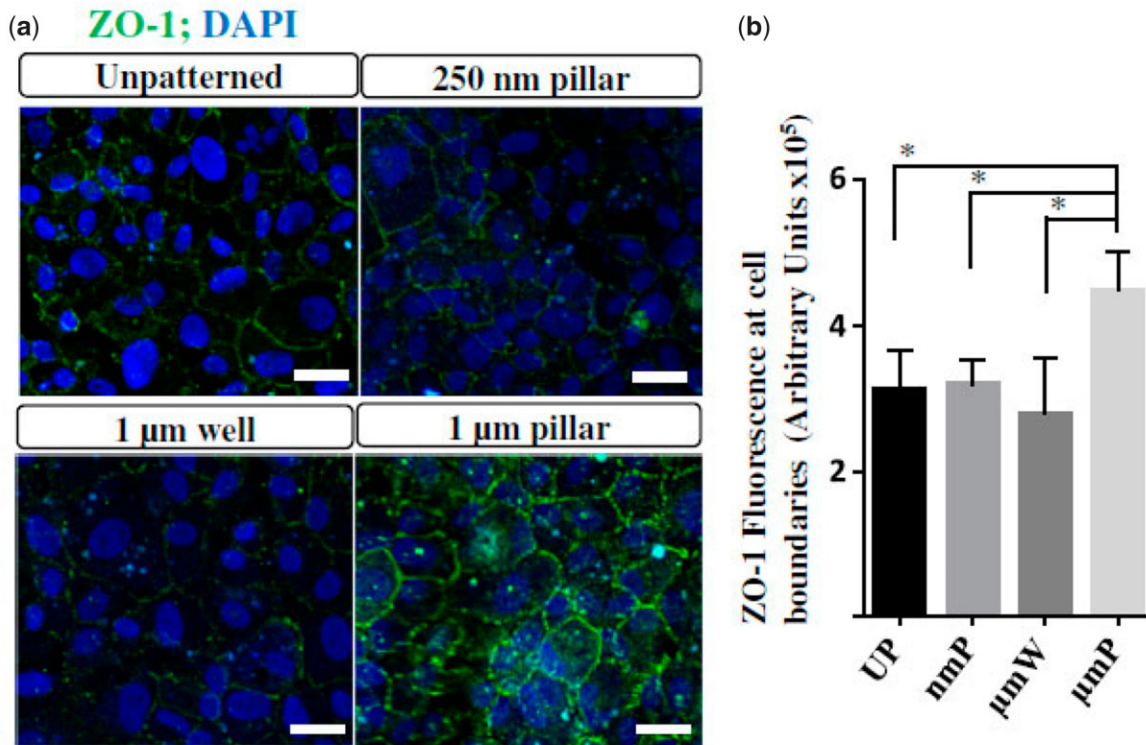 (a)
ZO-1; DAPI
Unpatterned
250 nm pillar
1 µm well
1 µm pillar
(b)
ZO-1 Fluorescence at cell
boundaries (Arbitrary Units x10⁵)
6
4
2
*
*
*
UP
nmP
µmW
µmP